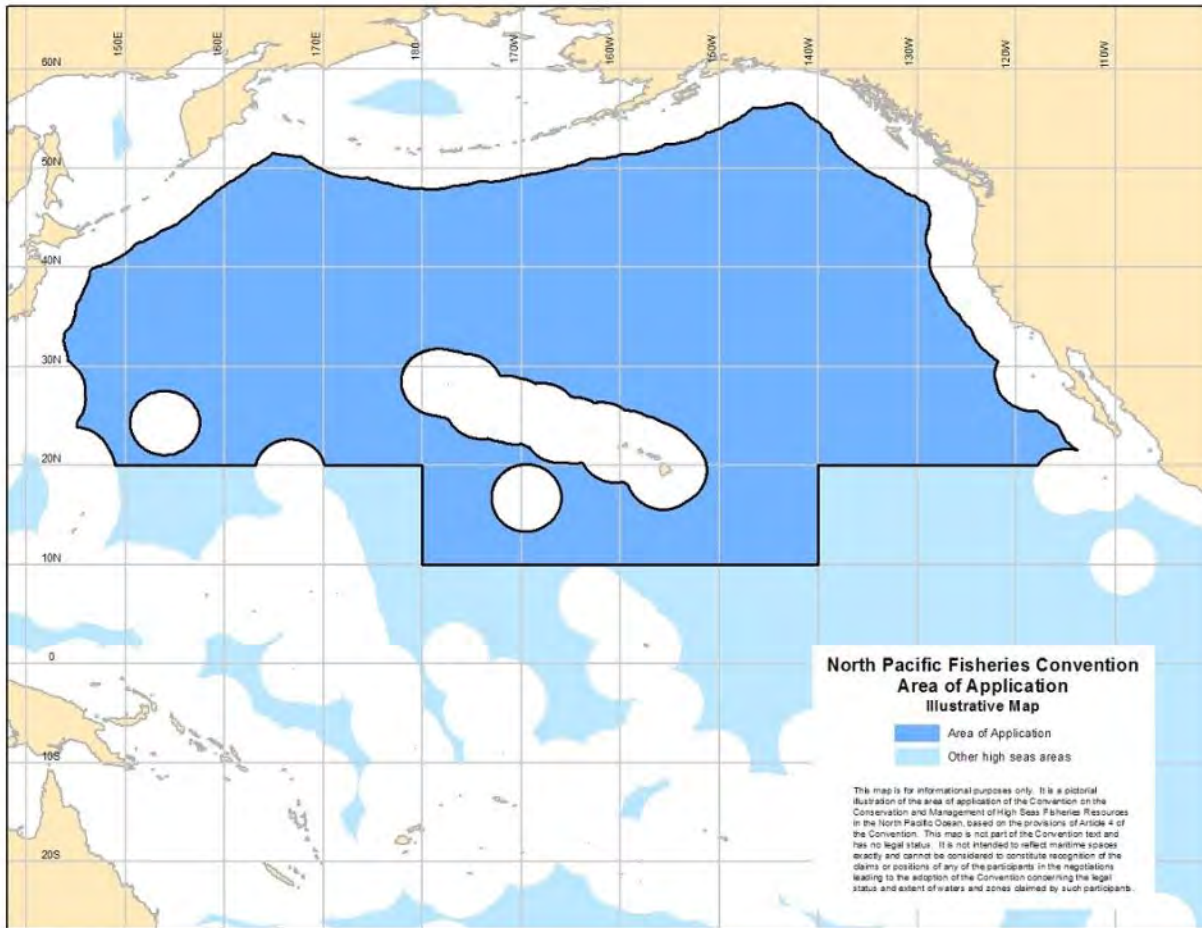 150E 160E 170E 180 170W 160W 150W 140W 130W 120W 110W
60N
50N
40N
30N
20N
10N
0
10S
20S
North Pacific Fisheries Convention
Area of Application
Illustrative Map
Area of Application
Other high seas areas
This map is for informational purposes only. It is a pictorial
illustration of the area of application of the Convention on the
Conservation and Management of High Seas Fisheries Resources
in the North Pacific Ocean, based on the provisions of Article 4 of
the Convention. This map is not part of the Convention text and
has no legal status. It is not intended to reflect maritime spaces
exactly and cannot be considered to constitute recognition of the
claims or positions of any of the participants in the negotiations
leading to the adoption of the Convention concerning the legal
status and extent of waters and zones claimed by such participants.